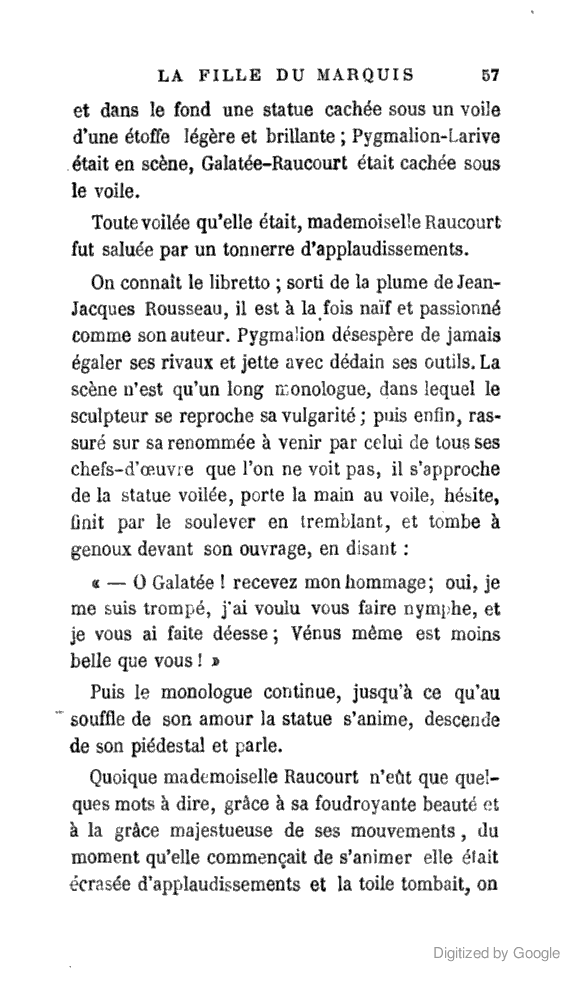 LA FILLE DU MARQUIS 57
et dans le fond une statue cachée sous un voile
d'une étoffe légère et brillante ; Pygmalion-Larive
était en scène, Galatée-Raucourt était cachée sous
le voile.
Toute voilée qu'elle était, mademoiselle Raucourt
fut saluée par un tonnerre d'applaudissements.
On connaît le libretto ; sorti de la plume de Jean-
Jacques Rousseau, il est à la fois naïf et passionné
comme son auteur. Pygmalion désespère de jamais
égaler ses rivaux et jette avec dédain ses outils. La
scène n'est qu'un long monologue, dans lequel le
sculpteur se reproche sa vulgarité ; puis enfin, ras-
suré sur sa renommée à venir par celui de tous ses
chefs-d'œuvre que l'on ne voit pas, il s'approche
de la statue voilée, porte la main au voile, hésite,
finit par le soulever en tremblant, et tombe à
genoux devant son ouvrage, en disant :
« — O Galatée ! recevez mon hommage ; oui, je
me suis trompé, j'ai voulu vous faire nymphe, et
je vous ai faite déesse ; Vénus même est moins
belle que vous ! »
Puis le monologue continue, jusqu'à ce qu'au
souffle de son amour la statue s'anime, descende
de son piédestal et parle.
Quoique mademoiselle Raucourt n'eût que quel-
ques mots à dire, grâce à sa foudroyante beauté et
à la grâce majestueuse de ses mouvements, du
moment qu'elle commençait de s'animer elle était
écrasée d'applaudissements et la toile tombait, on
Digitized by Google